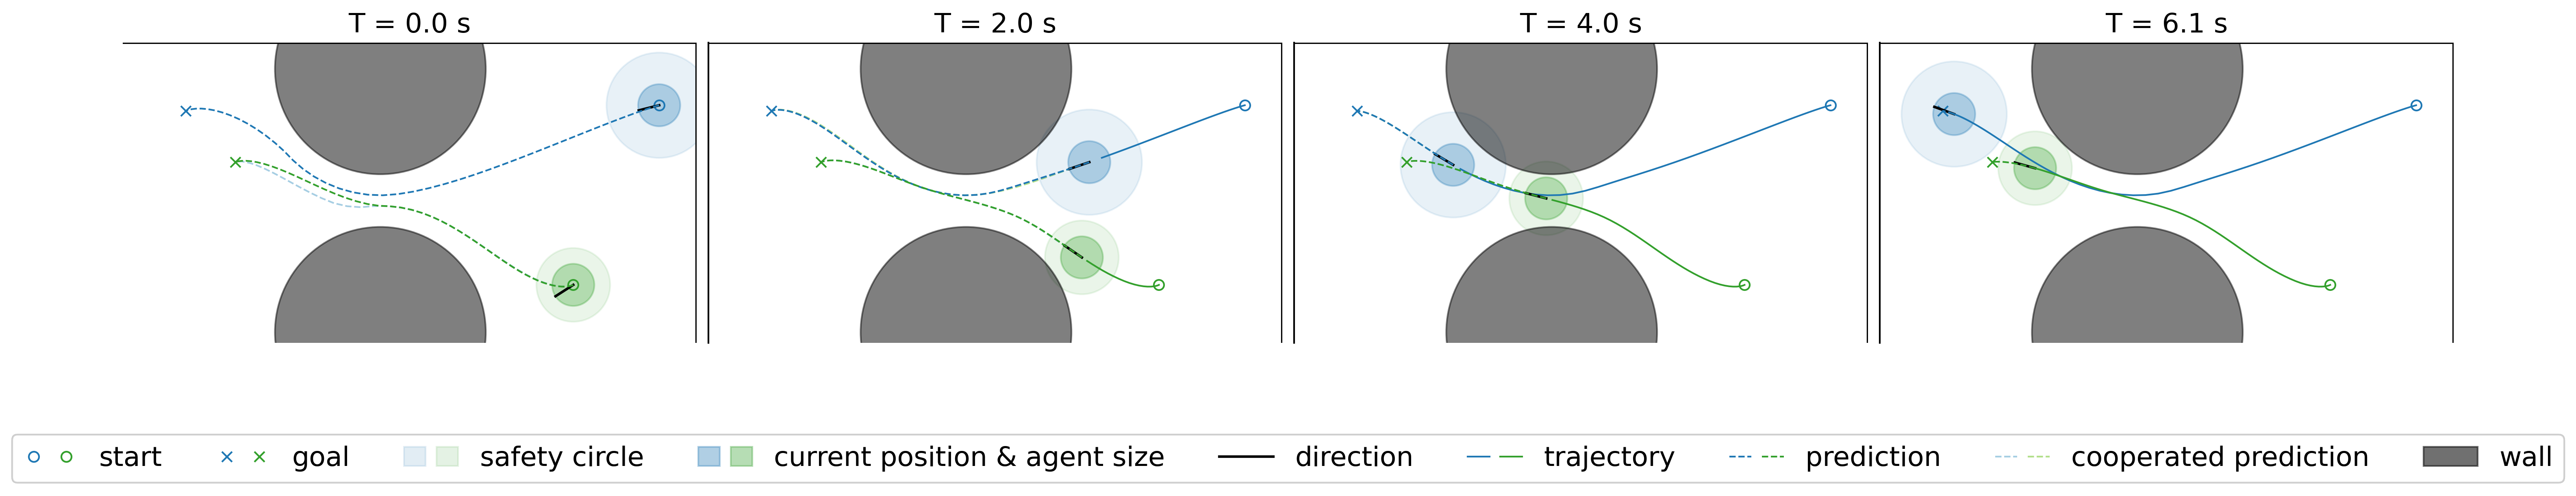 T = 0.0 s
T = 2.0 s
T = 4.0 s
T = 6.1 s
start goal safety circle current position & agent size direction trajectory prediction cooperated prediction wall